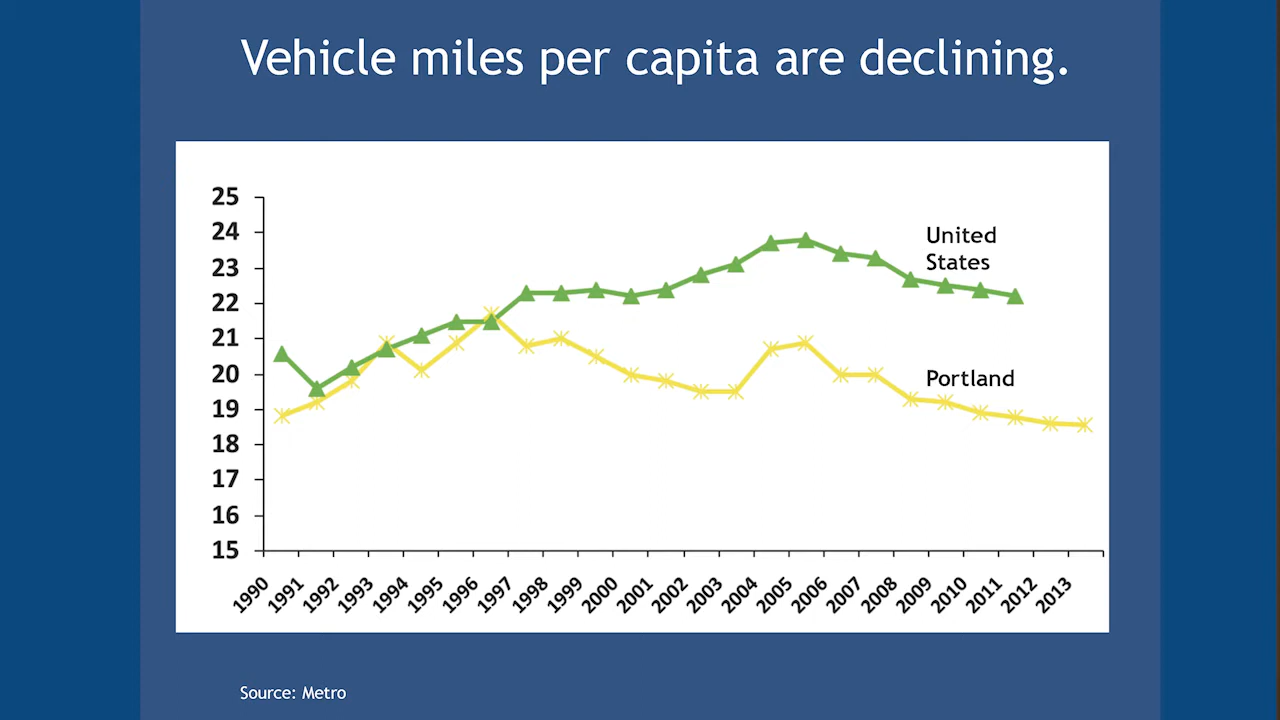 Vehicle miles per capita are declining.
25
24
23
22
21
20
19
18
17
16
15
United
States
Portland
1990 1991 1992 1993 1994 1995 1996 1997 1998 1999 2000 2001 2002 2003 2004 2005 2006 2007 2008 2009 2010 2011 2012 2013
Source: Metro